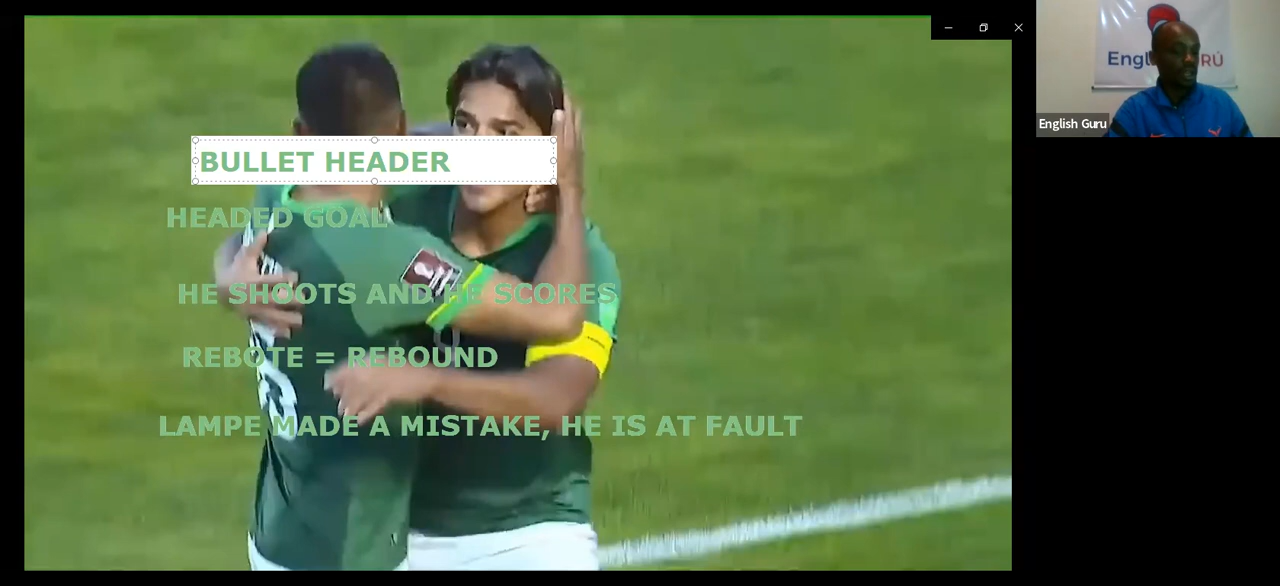 BULLET HEADER
HEADED GOAL
HE SHOOTS AND HE SCORES
REBOTE = REBOUND
LAMPE MADE A MISTAKE, HE IS AT FAULT
English Guru